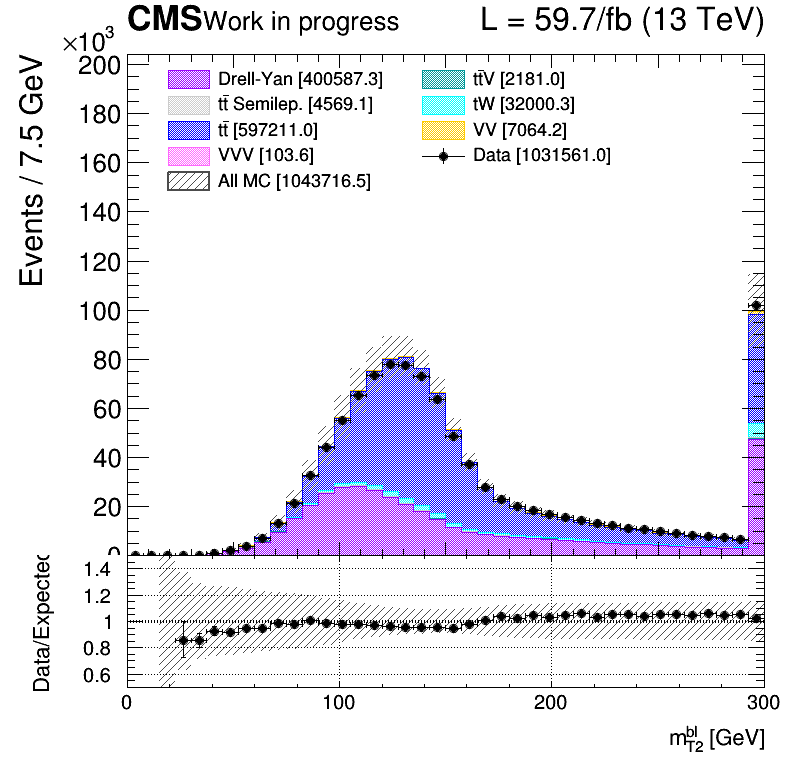 CMS Work in progress L = 59.7/fb (13 TeV)
×10³
Events / 7.5 GeV
200
180
160
140
120
100
80
60
40
20
0
Drell-Yan [400587.3]
tt̄ Semilep. [4569.1]
tt̄ [597211.0]
VVV [103.6]
All MC [1043716.5]
tt̄V [2181.0]
tW [32000.3]
VV [7064.2]
Data [1031561.0]
Data/Expected
1.4
1.2
1
0.8
0.6
0 100 200 300
m_{T2}^{bl} [GeV]